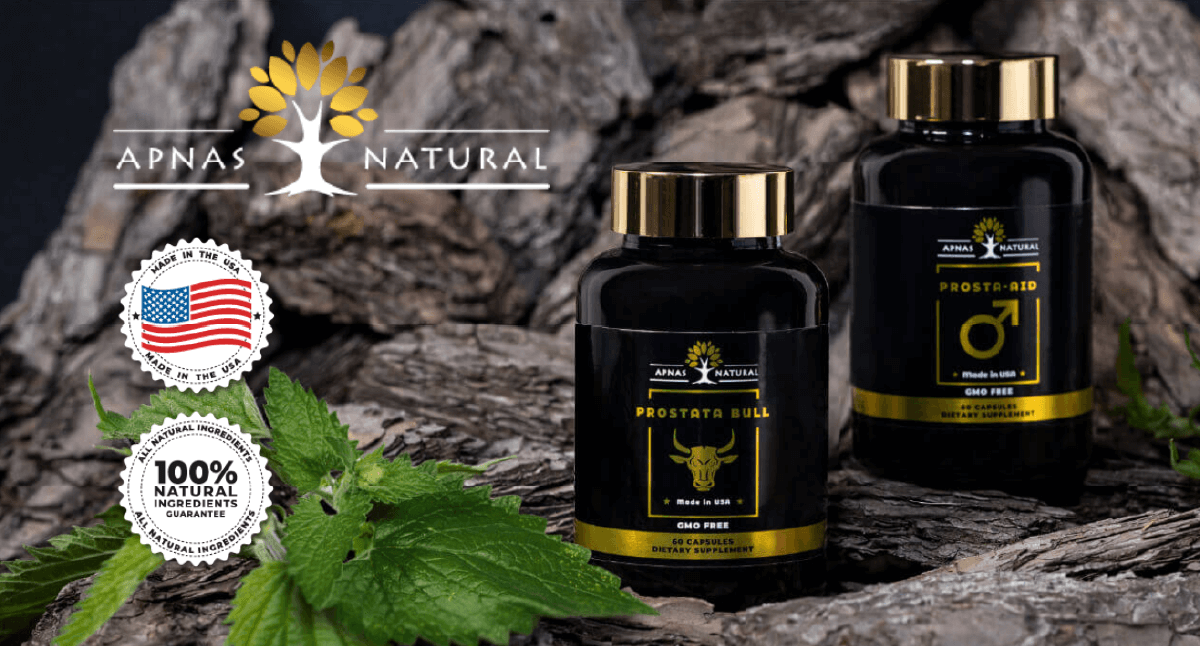 APNAS NATURAL
MADE IN THE USA
MADE IN THE USA
ALL NATURAL INGREDIENTS
100%
NATURAL
INGREDIENTS
GUARANTEE
ALL NATURAL INGREDIENTS
APNAS NATURAL
PROSTATA BULL
Made in USA
GMO FREE
60 CAPSULES
DIETARY SUPPLEMENT
APNAS NATURAL
PROSTA-AID
Made in USA
GMO FREE
60 CAPSULES
DIETARY SUPPLEMENT